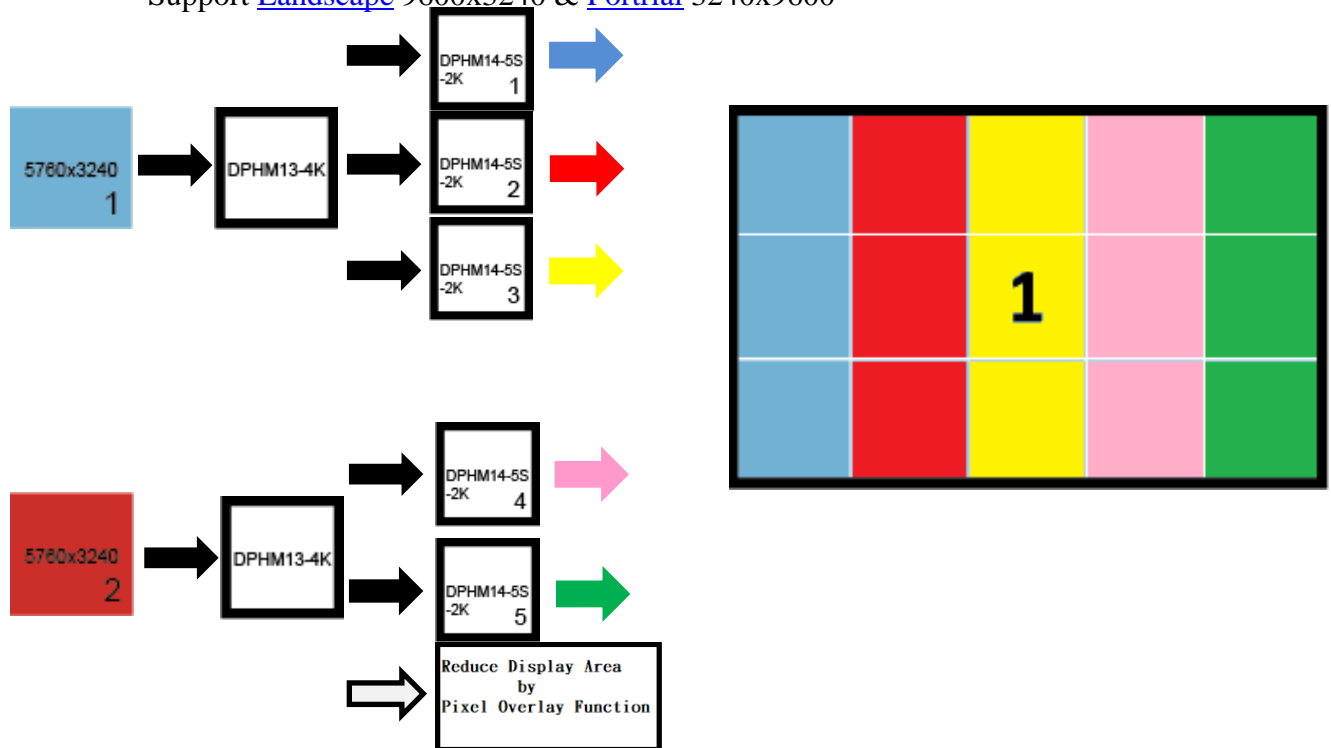 Support Landscape 9600x3240 & Portrial 3240x9600
DPHM14-5S
-2K 1
5760x3240
1
DPHM13-4K
DPHM14-5S
-2K 2
DPHM14-5S
-2K 3
1
DPHM14-5S
-2K 4
5760x3240
2
DPHM13-4K
DPHM14-5S
-2K 5
Reduce Display Area
by
Pixel Overlay Function